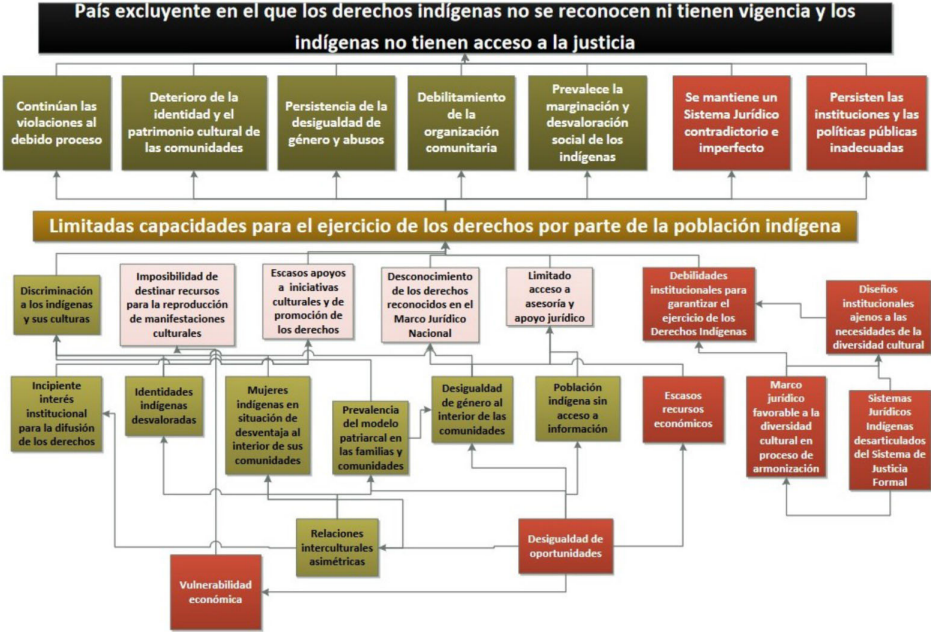 País excluyente en el que los derechos indígenas no se reconocen ni tienen vigencia y los
indígenas no tienen acceso a la justicia
Continúan las
violaciones al
debido proceso
Deterioro de la
identidad y el
patrimonio cultural de
las comunidades
Persistencia de la
desigualdad de
género y abusos
Debilitamiento
de la
organización
comunitaria
Prevalece la
marginación y
desvaloración
social de los
indígenas
Se mantiene un
Sistema Jurídico
contradictorio e
imperfecto
Persisten las
instituciones y las
políticas públicas
inadecuadas
Limitadas capacidades para el ejercicio de los derechos por parte de la población indígena
Discriminación
a los indígenas
y sus culturas
Imposibilidad de
destinar recursos
para la reproducción
de manifestaciones
culturales
Escasos apoyos
a iniciativas
culturales y de
promoción de
los derechos
Desconocimiento
de los derechos
reconocidos en el
Marco Jurídico
Nacional
Limitado
acceso a
asesoría y
apoyo jurídico
Debilidades
institucionales para
garantizar el
ejercicio de los
Derechos Indígenas
Diseños
institucionales
ajenos a las
necesidades de la
diversidad cultural
Incipiente
interés
institucional
para la difusión
de los derechos
Identidades
indígenas
desvaloradas
Mujeres
indígenas en
situación de
desventaja al
interior de sus
comunidades
Prevalencia del
modelo
patriarcal en
las familias y
comunidades
Desigualdad
de género al
interior de las
comunidades
Población
indígena sin
acceso a
información
Escasos
recursos
económicos
Marco
jurídico
favorable a la
diversidad
cultural en
proceso de
armonización
Sistemas
Jurídicos
Indígenas
desarticulados
del Sistema de
Justicia
Formal
Relaciones
interculturales
asimétricas
Desigualdad de
oportunidades
Vulnerabilidad
económica